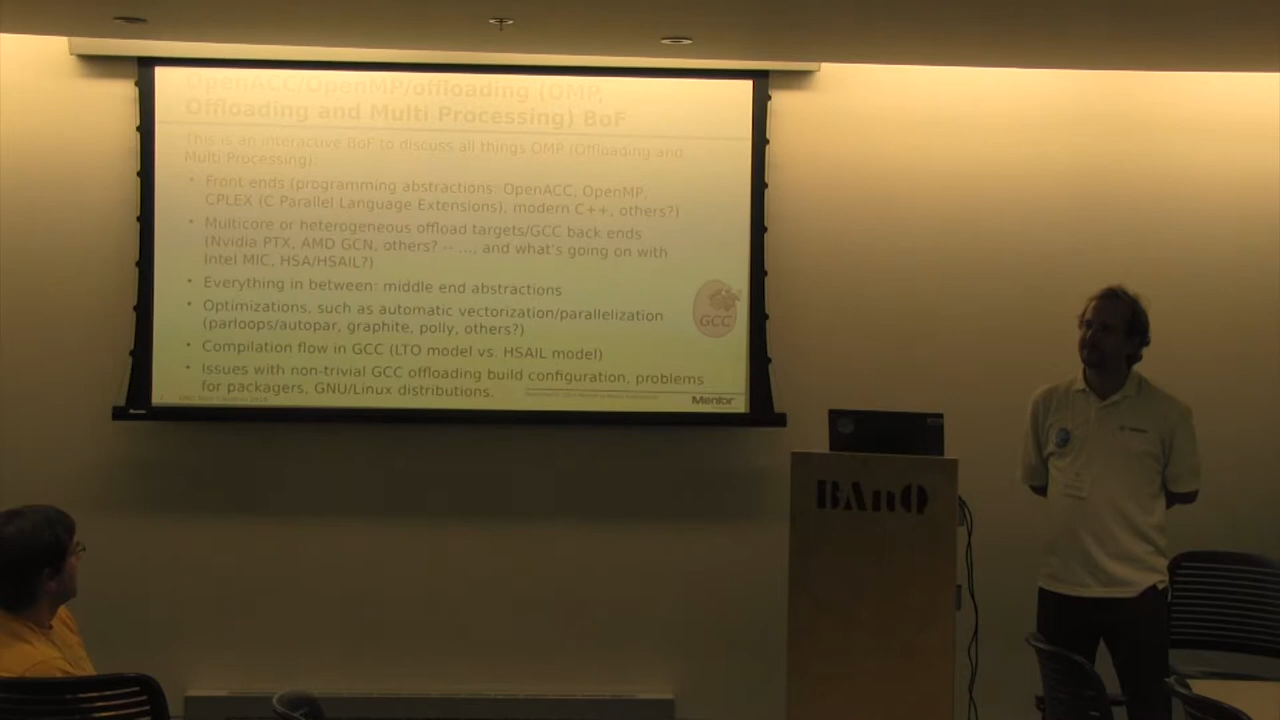 OpenACC/OpenMP/offloading (OMP,
Offloading and Multi Processing) BoF
This is an interactive BoF to discuss all things OMP (Offloading and
Multi Processing):
• Front ends (programming abstractions: OpenACC, OpenMP,
CPLEX (C Parallel Language Extensions), modern C++, others?)
• Multicore or heterogeneous offload targets/GCC back ends
(Nvidia PTX, AMD GCN, others? -- ..., and what's going on with
Intel MIC, HSA/HSAIL?)
• Everything in between: middle end abstractions
• Optimizations, such as automatic vectorization/parallelization
(parloops/autopar, graphite, polly, others?)
• Compilation flow in GCC (LTO model vs. HSAIL model)
• Issues with non-trivial GCC offloading build configuration, problems
for packagers, GNU/Linux distributions.
GCC
Mentor
BAnQ